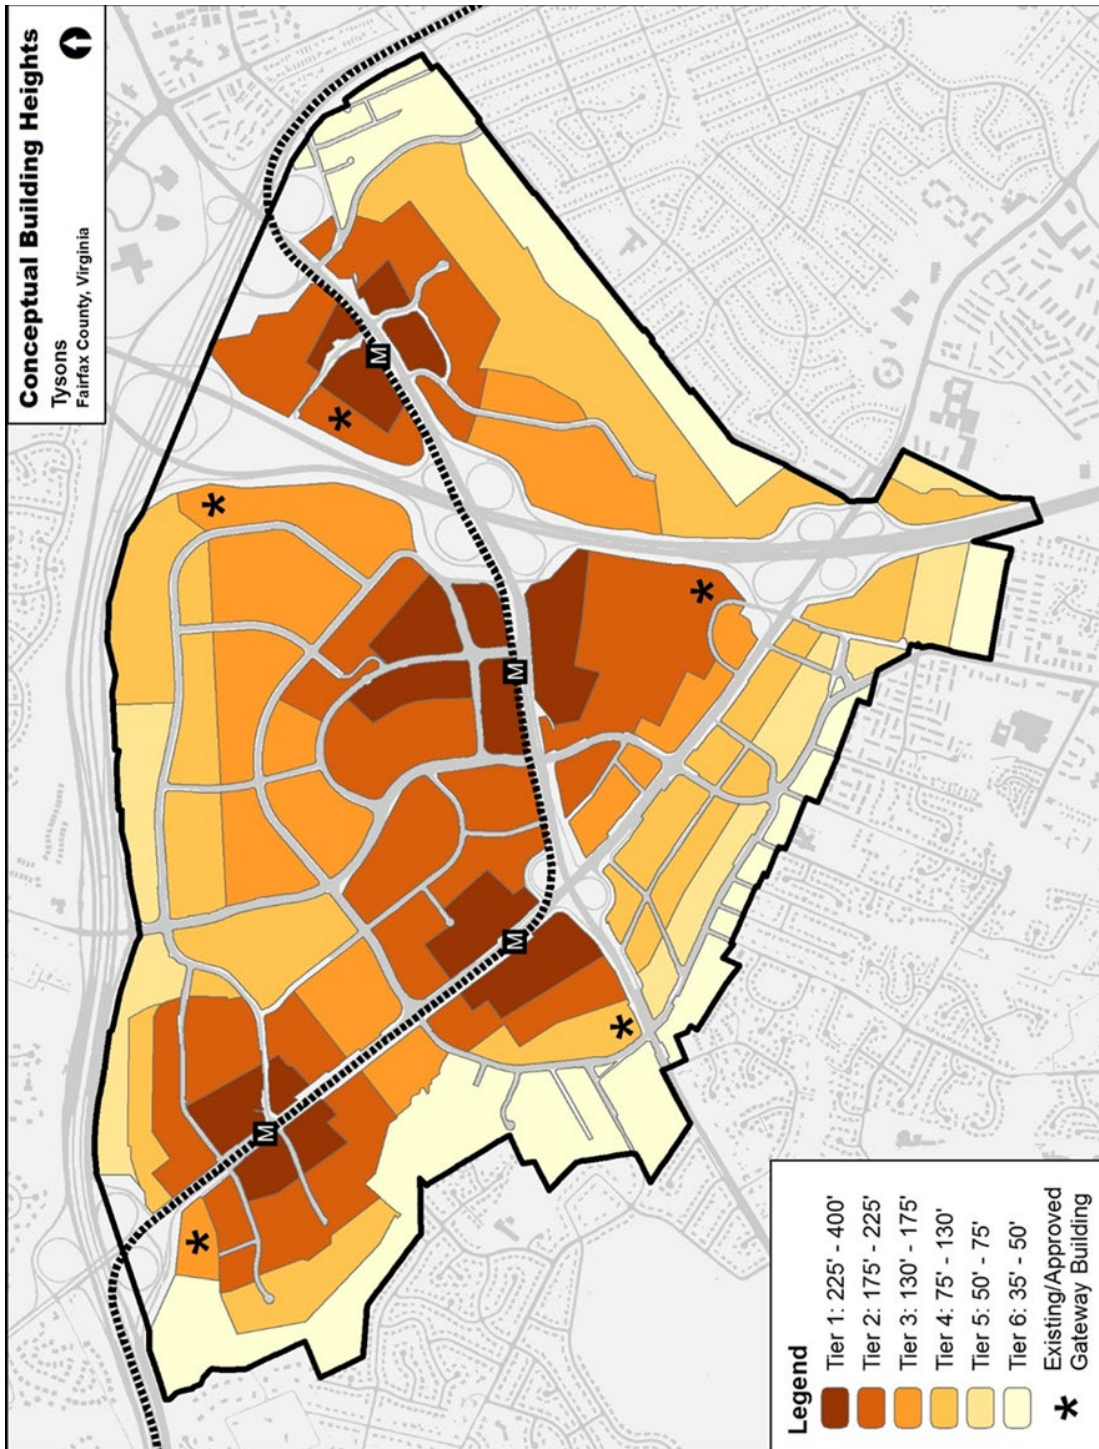 Conceptual Building Heights
Tysons
Fairfax County, Virginia
M
M
M
M
Legend
Tier 1: 225' - 400'
Tier 2: 175' - 225'
Tier 3: 130' - 175'
Tier 4: 75' - 130'
Tier 5: 50' - 75'
Tier 6: 35' - 50'
Existing/Approved
Gateway Building